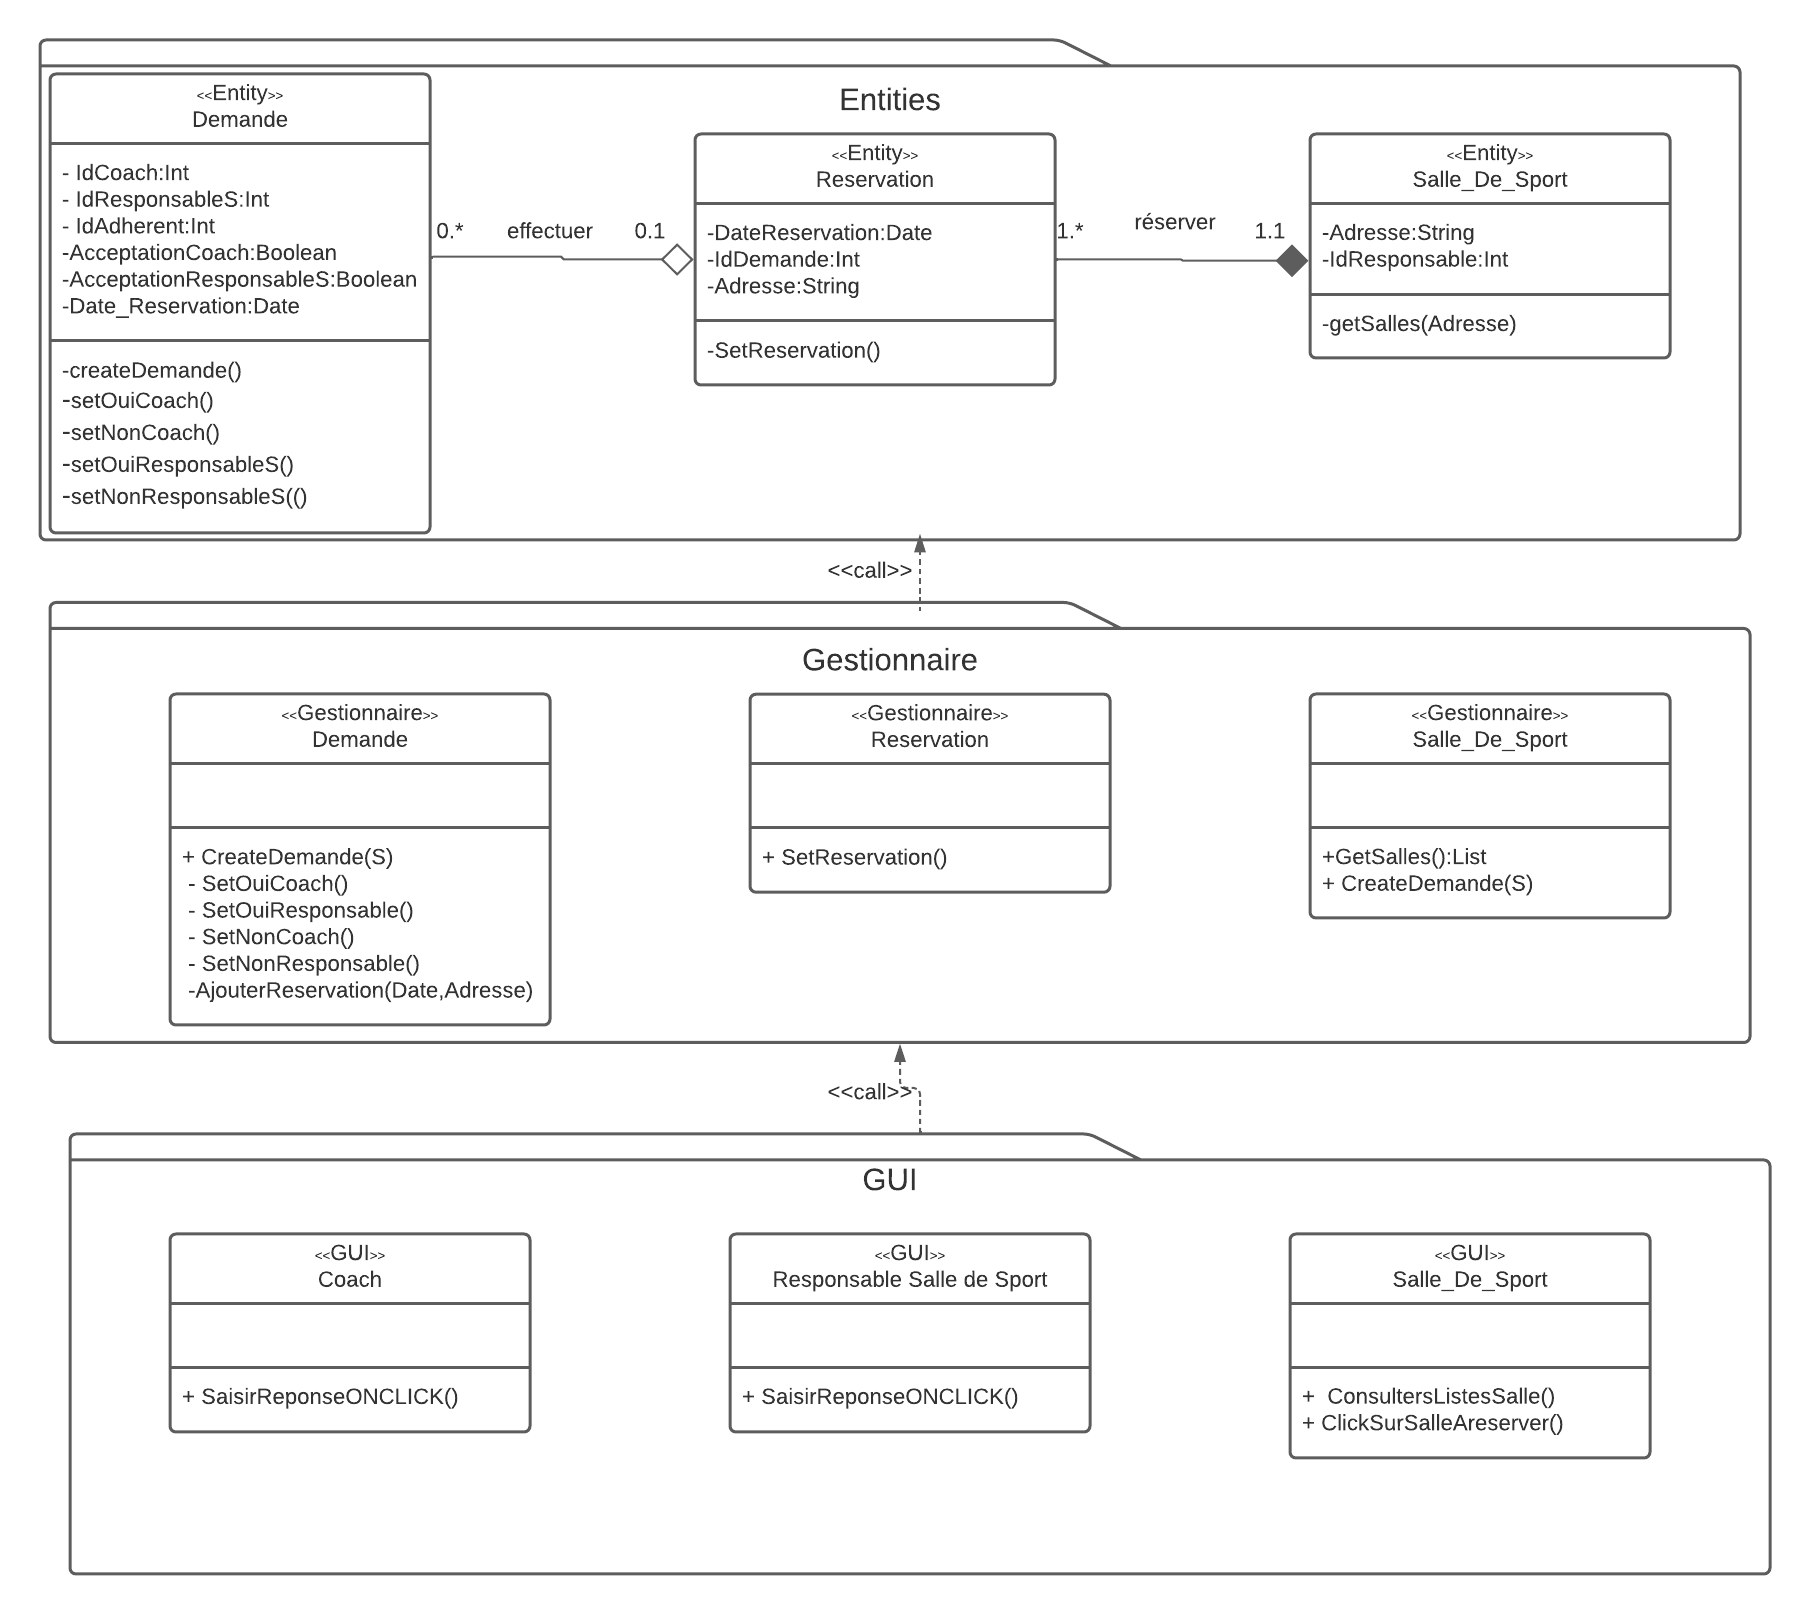 Entities
<<Entity>>
Demande
- IdCoach:Int
- IdResponsableS:Int
- IdAdherent:Int
-AcceptationCoach:Boolean
-AcceptationResponsableS:Boolean
-Date_Reservation:Date
-createDemande()
-setOuiCoach()
-setNonCoach()
-setOuiResponsableS()
-setNonResponsableS(()
0.*
effectuer
0.1
<<Entity>>
Reservation
-DateReservation:Date
-IdDemande:Int
-Adresse:String
-SetReservation()
1.*
réserver
1.1
<<Entity>>
Salle_De_Sport
-Adresse:String
-IdResponsable:Int
-getSalles(Adresse)
<<call>>
Gestionnaire
<<Gestionnaire>>
Demande
+ CreateDemande(S)
- SetOuiCoach()
- SetOuiResponsable()
- SetNonCoach()
- SetNonResponsable()
-AjouterReservation(Date,Adresse)
<<Gestionnaire>>
Reservation
+ SetReservation()
<<Gestionnaire>>
Salle_De_Sport
+GetSalles():List
+ CreateDemande(S)
<<call>>
GUI
<<GUI>>
Coach
+ SaisirReponseONCLICK()
<<GUI>>
Responsable Salle de Sport
+ SaisirReponseONCLICK()
<<GUI>>
Salle_De_Sport
+  ConsultersListesSalle()
+ ClickSurSalleAreserver()